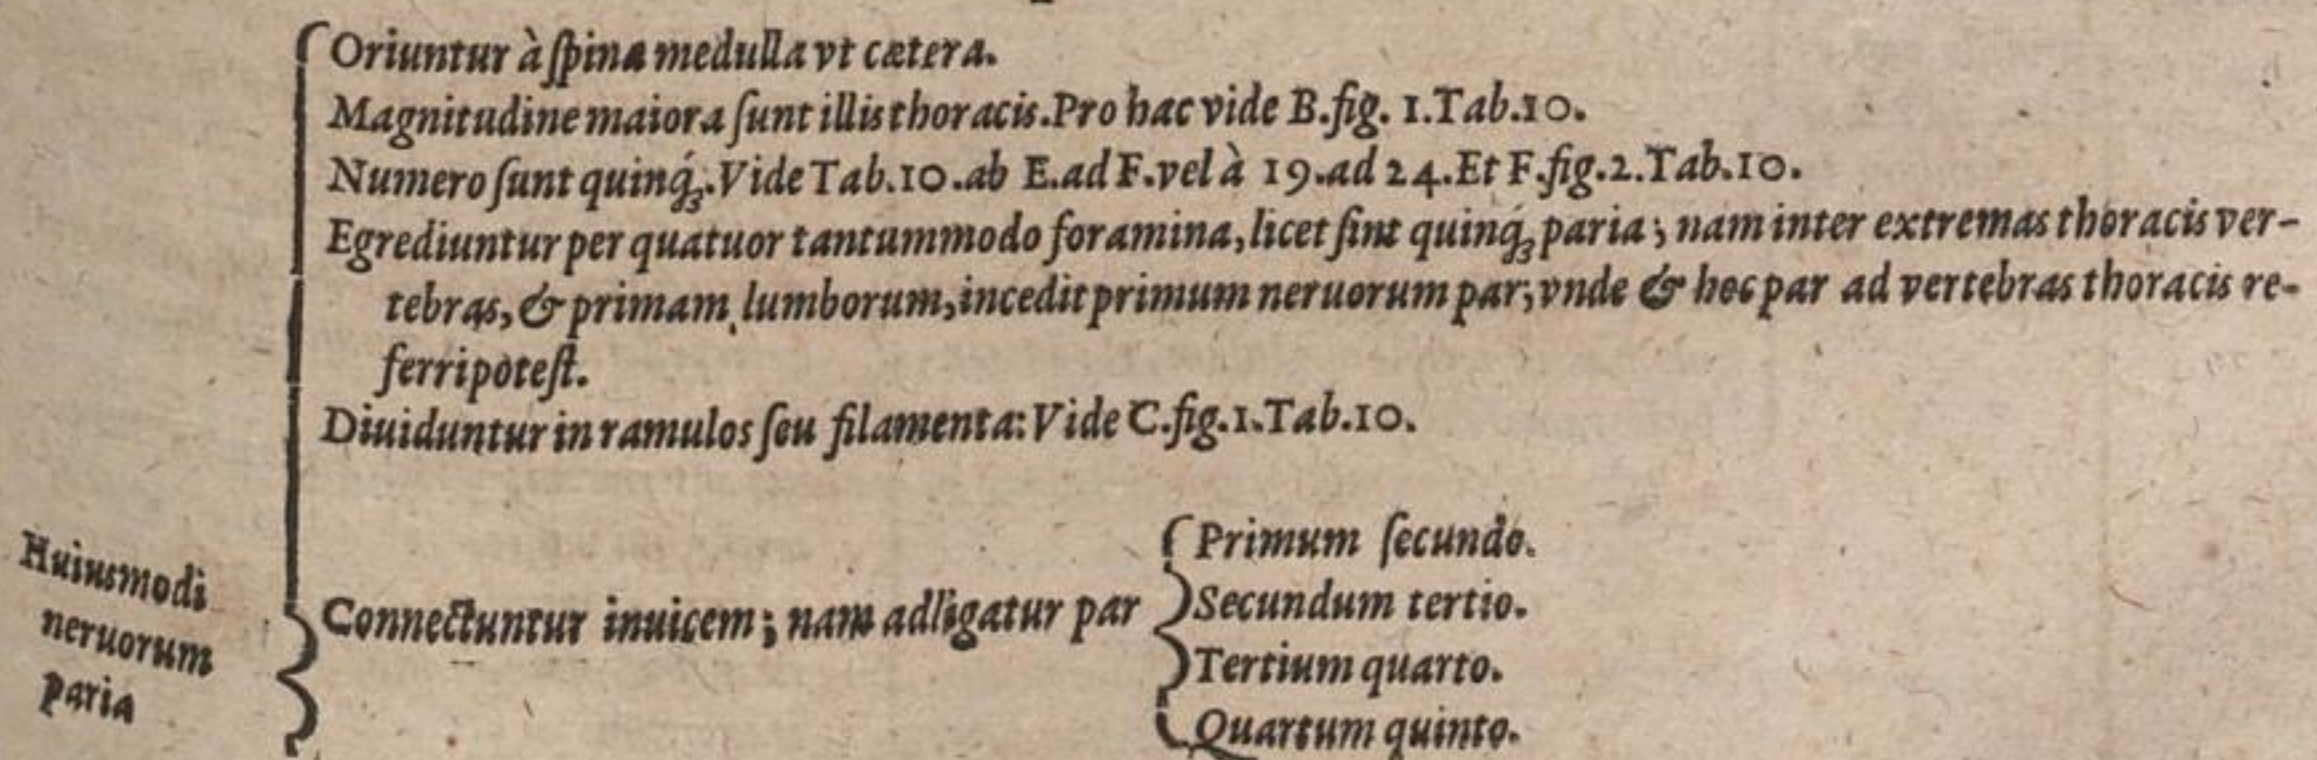 Oriuntur à ſpina medulla vt cætera.
Magnitudine maiora ſunt illis thoracis. Pro hac vide B. fig. 1. Tab. 10.
Numero ſunt quinq́ꝫ. Vide Tab. 10. ab E. ad F. vel à 19. ad 24. Et F. fig. 2. Tab. 10.
Egrediuntur per quatuor tantummodo foramina, licet ſint quinq́ꝫ paria; nam inter extremas thoracis ver-
tebras, & primam lumborum, incedit primum neruorum par; vnde & hoc par ad vertebras thoracis re-
ferri poteſt.
Diuiduntur in ramulos ſeu filamenta: Vide C. fig. 1. Tab. 10.
Huiusmodi
neruorum
paria
Connectuntur inuicem; nam adligatur par
Primum ſecundo.
Secundum tertio.
Tertium quarto.
Quartum quinto.